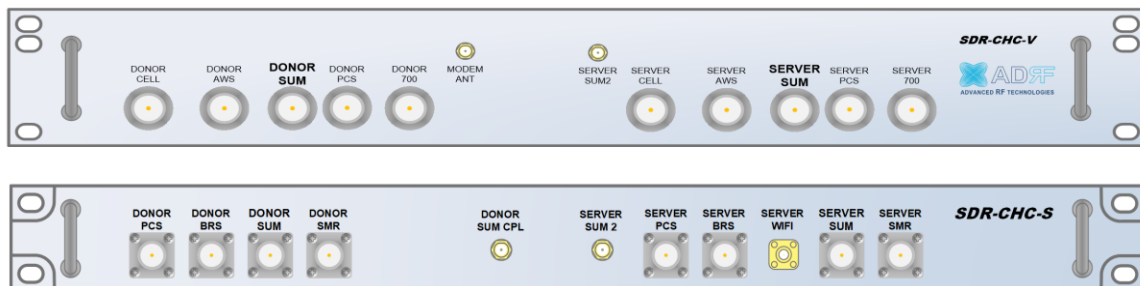 SDR-CHC-V
DONOR CELL
DONOR AWS
DONOR SUM
DONOR PCS
DONOR 700
MODEM ANT
SERVER SUM2
SERVER CELL
SERVER AWS
SERVER SUM
SERVER PCS
SERVER 700
ADRF
ADVANCED RF TECHNOLOGIES
DONOR PCS
DONOR BRS
DONOR SUM
DONOR SMR
DONOR SUM CPL
SERVER SUM 2
SERVER PCS
SERVER BRS
SERVER WIFI
SERVER SUM
SERVER SMR
SDR-CHC-S